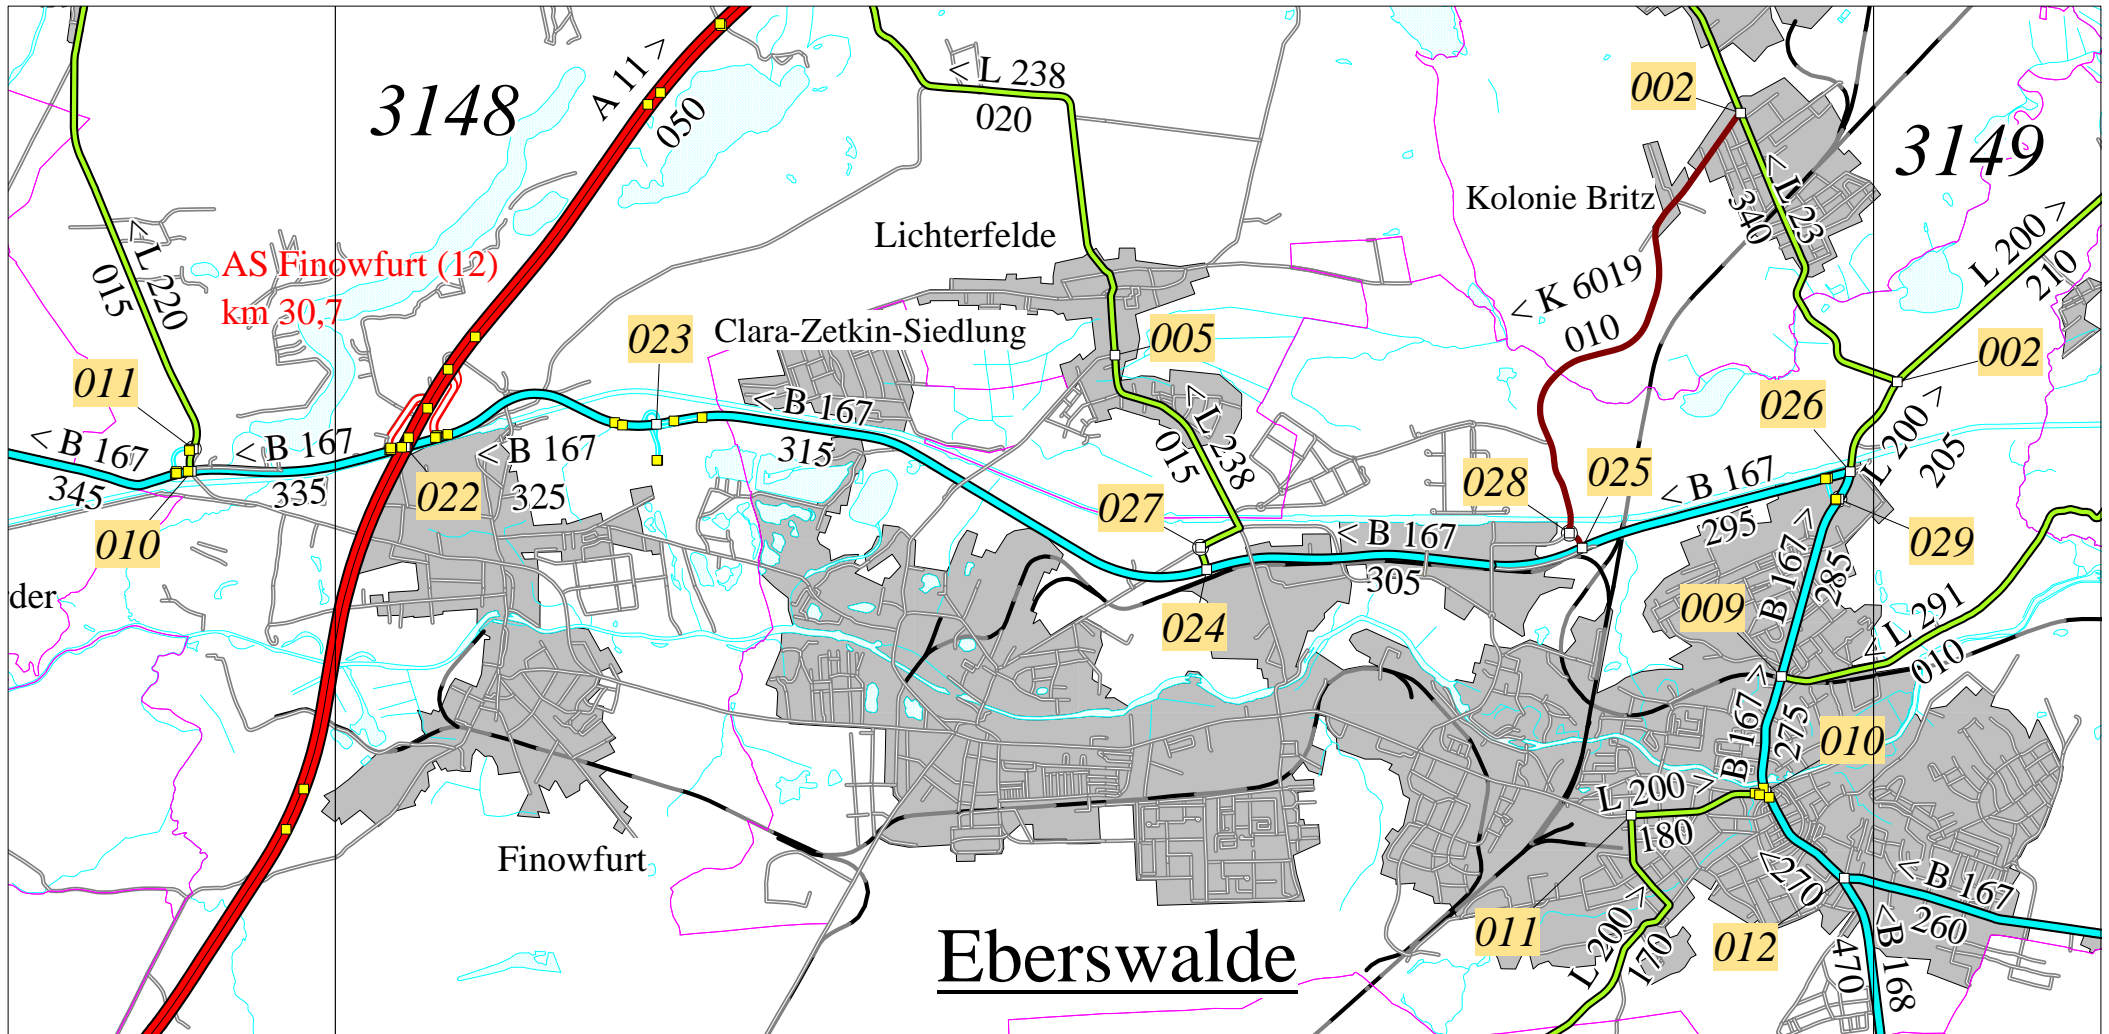 3148
A 11 >
050
< L 238
020
002
3149
Kolonie Britz
< L 23
340
L 200 >
210
Lichterfelde
< L 220
015
AS Finowfurt (12)
km 30,7
< K 6019
010
023
Clara-Zetkin-Siedlung
005
002
011
026
< B 167
345
< B 167
335
< B 167
325
< B 167
315
< L 238
015
L 200 >
205
022
028
025
< B 167
295
027
010
< B 167
305
029
B 167 >
285
der
009
024
< L 291
010
B 167 >
275
010
L 200 >
180
Finowfurt
< 270
< B 167
260
011
012
L 200 >
170
< B 168
470
Eberswalde